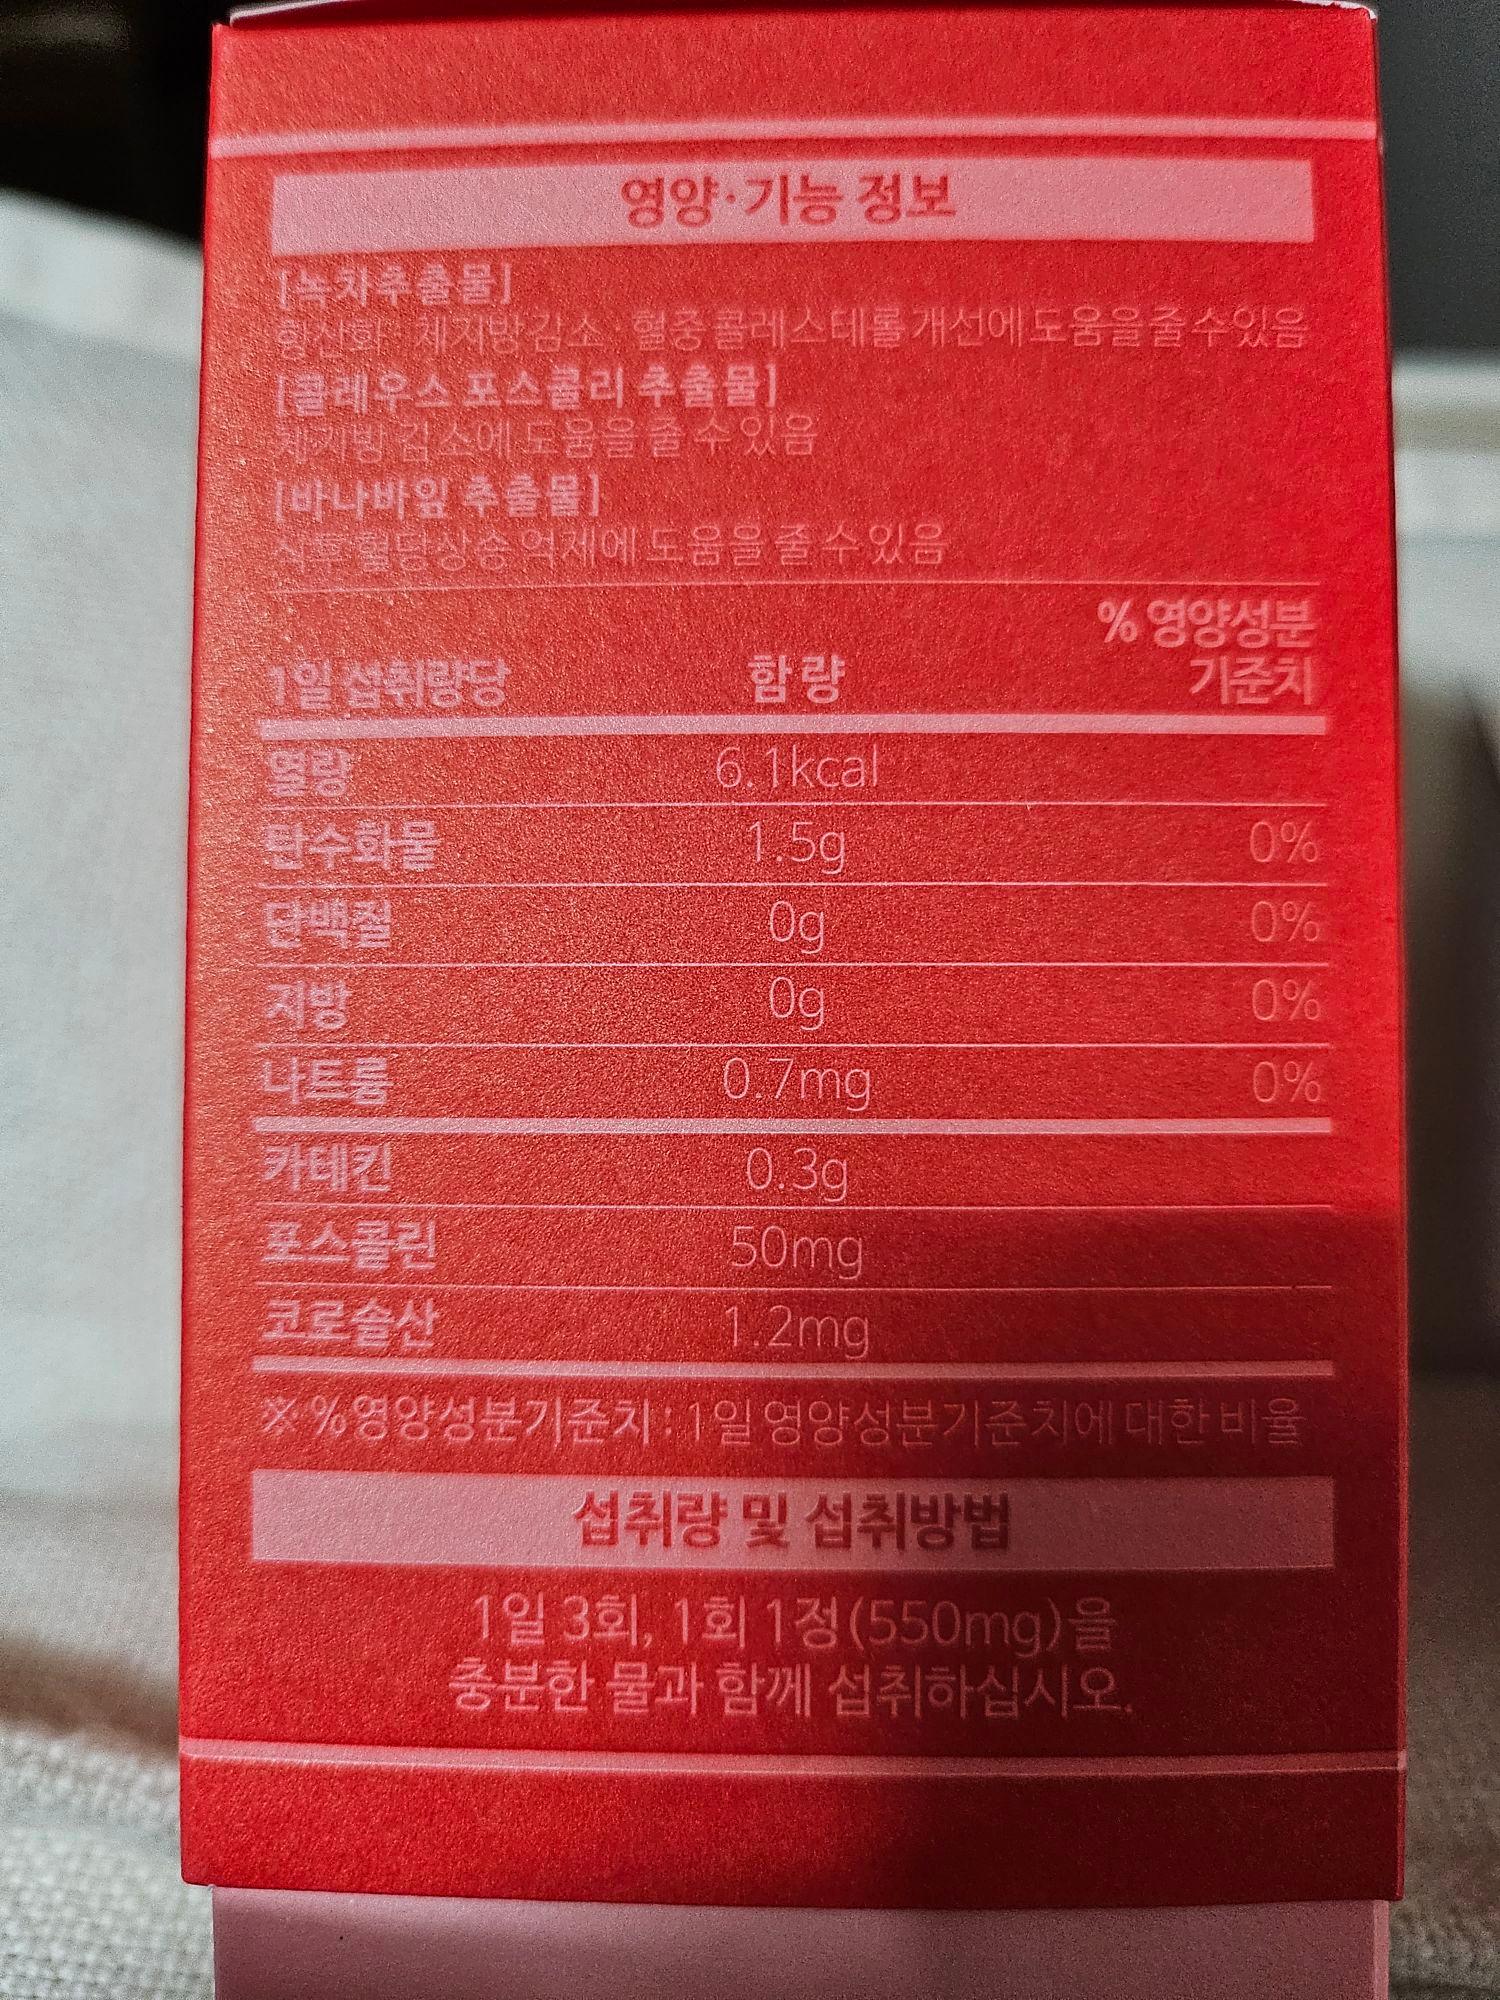 영양·기능 정보
[녹차추출물]
항산화·체지방 감소·혈중 콜레스테롤 개선에 도움을 줄 수 있음
[콜레우스 포스콜리 추출물]
체지방 감소에 도움을 줄 수 있음
[바나바잎 추출물]
식후 혈당상승 억제에 도움을 줄 수 있음
% 영양성분
1일 섭취량당 함 량 기준치
열량 6.1kcal
탄수화물 1.5g 0%
단백질 0g 0%
지방 0g 0%
나트륨 0.7mg 0%
카테킨 0.3g
포스콜린 50mg
코로솔산 1.2mg
※ %영양성분기준치 : 1일 영양성분기준치에 대한 비율
섭취량 및 섭취방법
1일 3회, 1회 1정(550mg)을
충분한 물과 함께 섭취하십시오.